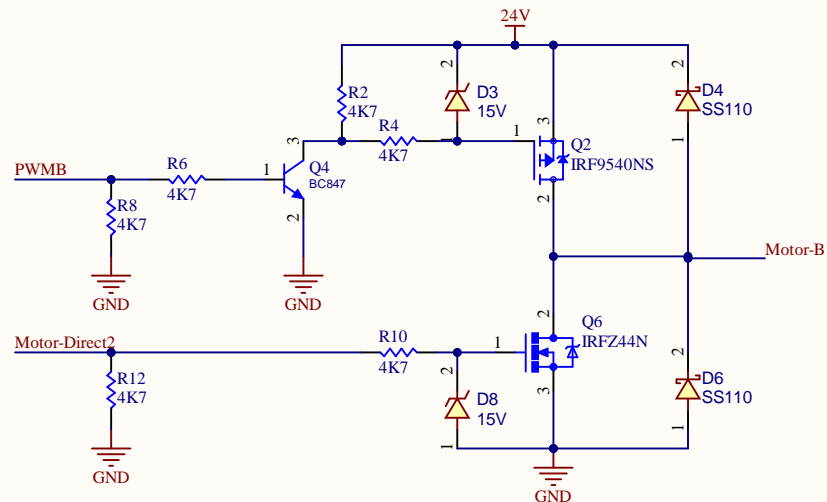 24V
2
D3
15V
R2
4K7
2
D4
SS110
1
3
R4
4K7
1
3
Q2
IRF9540NS
2
PWMB
R6
4K7
1
3
Q4
BC847
2
R8
4K7
GND
GND
Motor-B
Motor-Direct2
R10
4K7
1
2
Q6
IRFZ44N
3
R12
4K7
GND
2
D8
15V
1
2
D6
SS110
1
GND